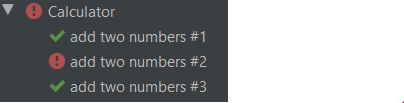 Calculator
add two numbers #1
add two numbers #2
add two numbers #3